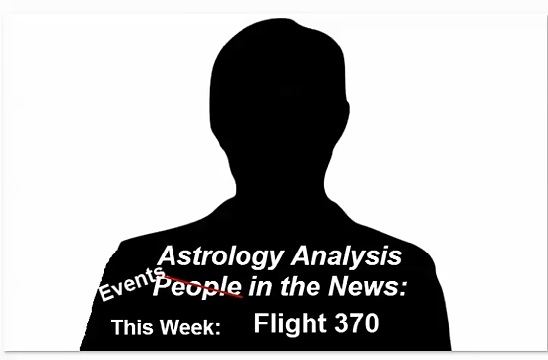 Astrology Analysis
Events
People in the News:
This Week: Flight 370